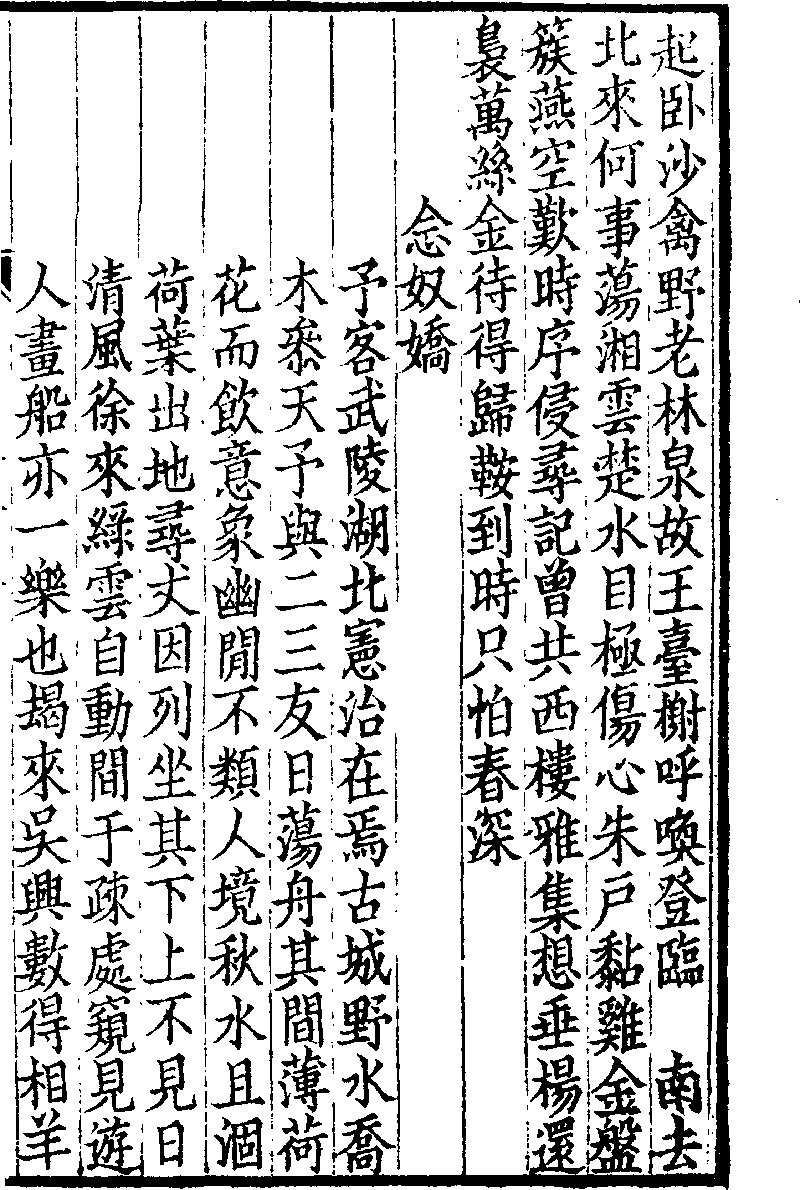 起臥沙禽野老林泉故王臺榭呼喚登臨　南去
北來何事蕩湘雲楚水目極傷心朱戶黏雞金盤
簇燕空歎時序侵尋記曾共西樓雅集想垂楊還
裊萬絲金待得歸鞍到時只怕春深
念奴嬌
予客武陵湖北憲治在焉古城野水喬
木參天予與二三友日蕩舟其間薄荷
花而飲意象幽閒不類人境秋水且涸
荷葉出地尋丈因列坐其下上不見日
清風徐來綠雲自動間于疎處窺見遊
人畫船亦一樂也朅來吳興數得相羊